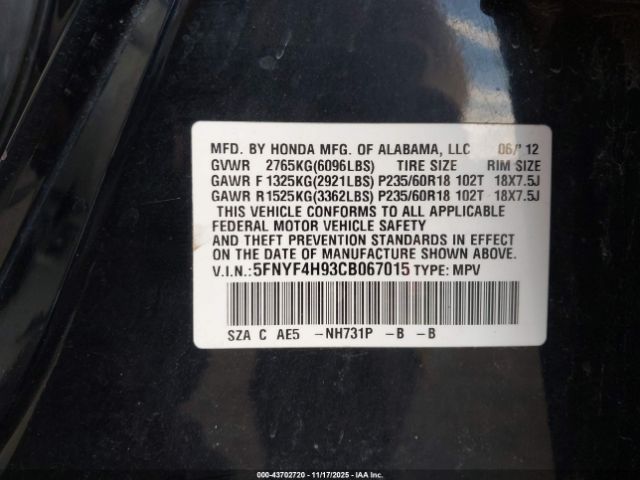 MFD. BY HONDA MFG. OF ALABAMA, LLC 06/'12
GVWR 2765KG(6096LBS) TIRE SIZE RIM SIZE
GAWR F 1325KG(2921LBS) P235/60R18 102T 18X7.5J
GAWR R 1525KG(3362LBS) P235/60R18 102T 18X7.5J
THIS VEHICLE CONFORMS TO ALL APPLICABLE
FEDERAL MOTOR VEHICLE SAFETY
AND THEFT PREVENTION STANDARDS IN EFFECT
ON THE DATE OF MANUFACTURE SHOWN ABOVE.
V.I.N.:5FNYF4H93CB067015 TYPE: MPV
SZA C AE5 -NH731P -B -B
000-43702720 - 11/17/2025 - IAAI.COM